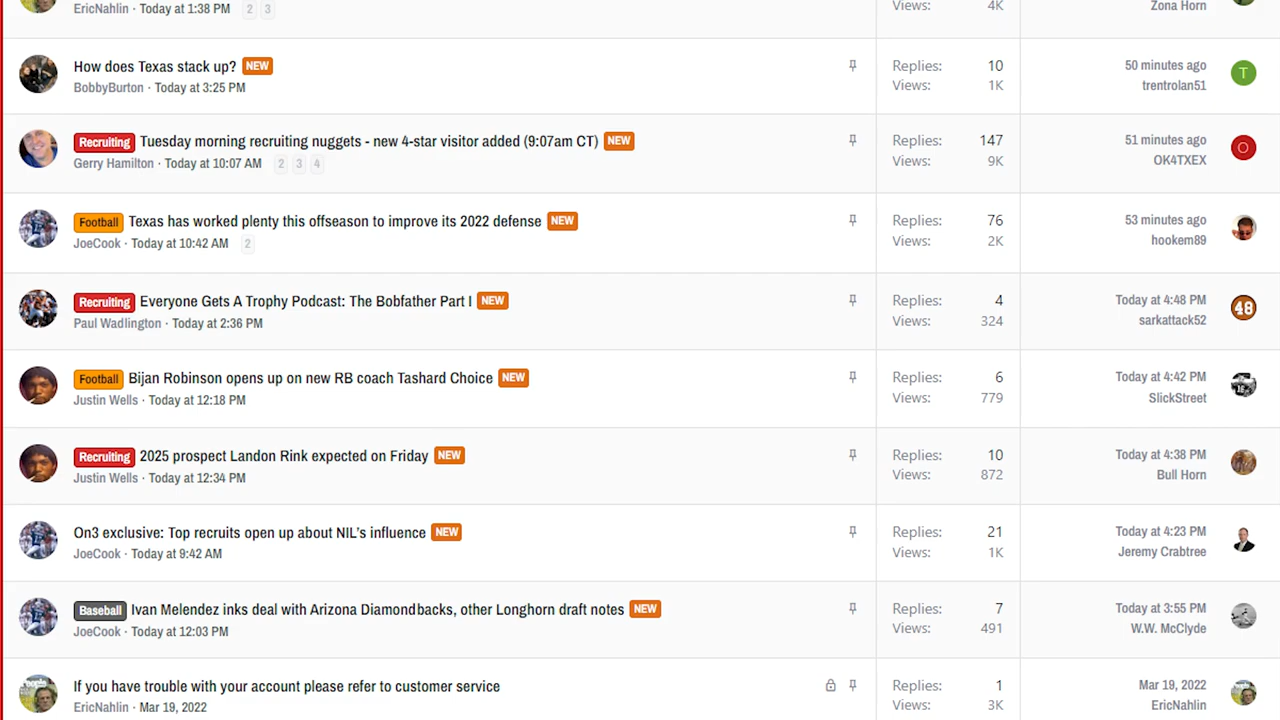 EricNahlin · Today at 1:38 PM 2 3
Views: 4K
Zona Horn
How does Texas stack up? NEW
BobbyBurton · Today at 3:25 PM
Replies: 10
Views: 1K
50 minutes ago
trentrolan51
T
Recruiting Tuesday morning recruiting nuggets - new 4-star visitor added (9:07am CT) NEW
Gerry Hamilton · Today at 10:07 AM 2 3 4
Replies: 147
Views: 9K
51 minutes ago
OK4TXEX
O
Football Texas has worked plenty this offseason to improve its 2022 defense NEW
JoeCook · Today at 10:42 AM 2
Replies: 76
Views: 2K
53 minutes ago
hookem89
Recruiting Everyone Gets A Trophy Podcast: The Bobfather Part I NEW
Paul Wadlington · Today at 2:36 PM
Replies: 4
Views: 324
Today at 4:48 PM
sarkattack52
48
Football Bijan Robinson opens up on new RB coach Tashard Choice NEW
Justin Wells · Today at 12:18 PM
Replies: 6
Views: 779
Today at 4:42 PM
SlickStreet
Recruiting 2025 prospect Landon Rink expected on Friday NEW
Justin Wells · Today at 12:34 PM
Replies: 10
Views: 872
Today at 4:38 PM
Bull Horn
On3 exclusive: Top recruits open up about NIL's influence NEW
JoeCook · Today at 9:42 AM
Replies: 21
Views: 1K
Today at 4:23 PM
Jeremy Crabtree
Baseball Ivan Melendez inks deal with Arizona Diamondbacks, other Longhorn draft notes NEW
JoeCook · Today at 12:03 PM
Replies: 7
Views: 491
Today at 3:55 PM
W.W. McClyde
If you have trouble with your account please refer to customer service
EricNahlin · Mar 19, 2022
Replies: 1
Views: 3K
Mar 19, 2022
EricNahlin